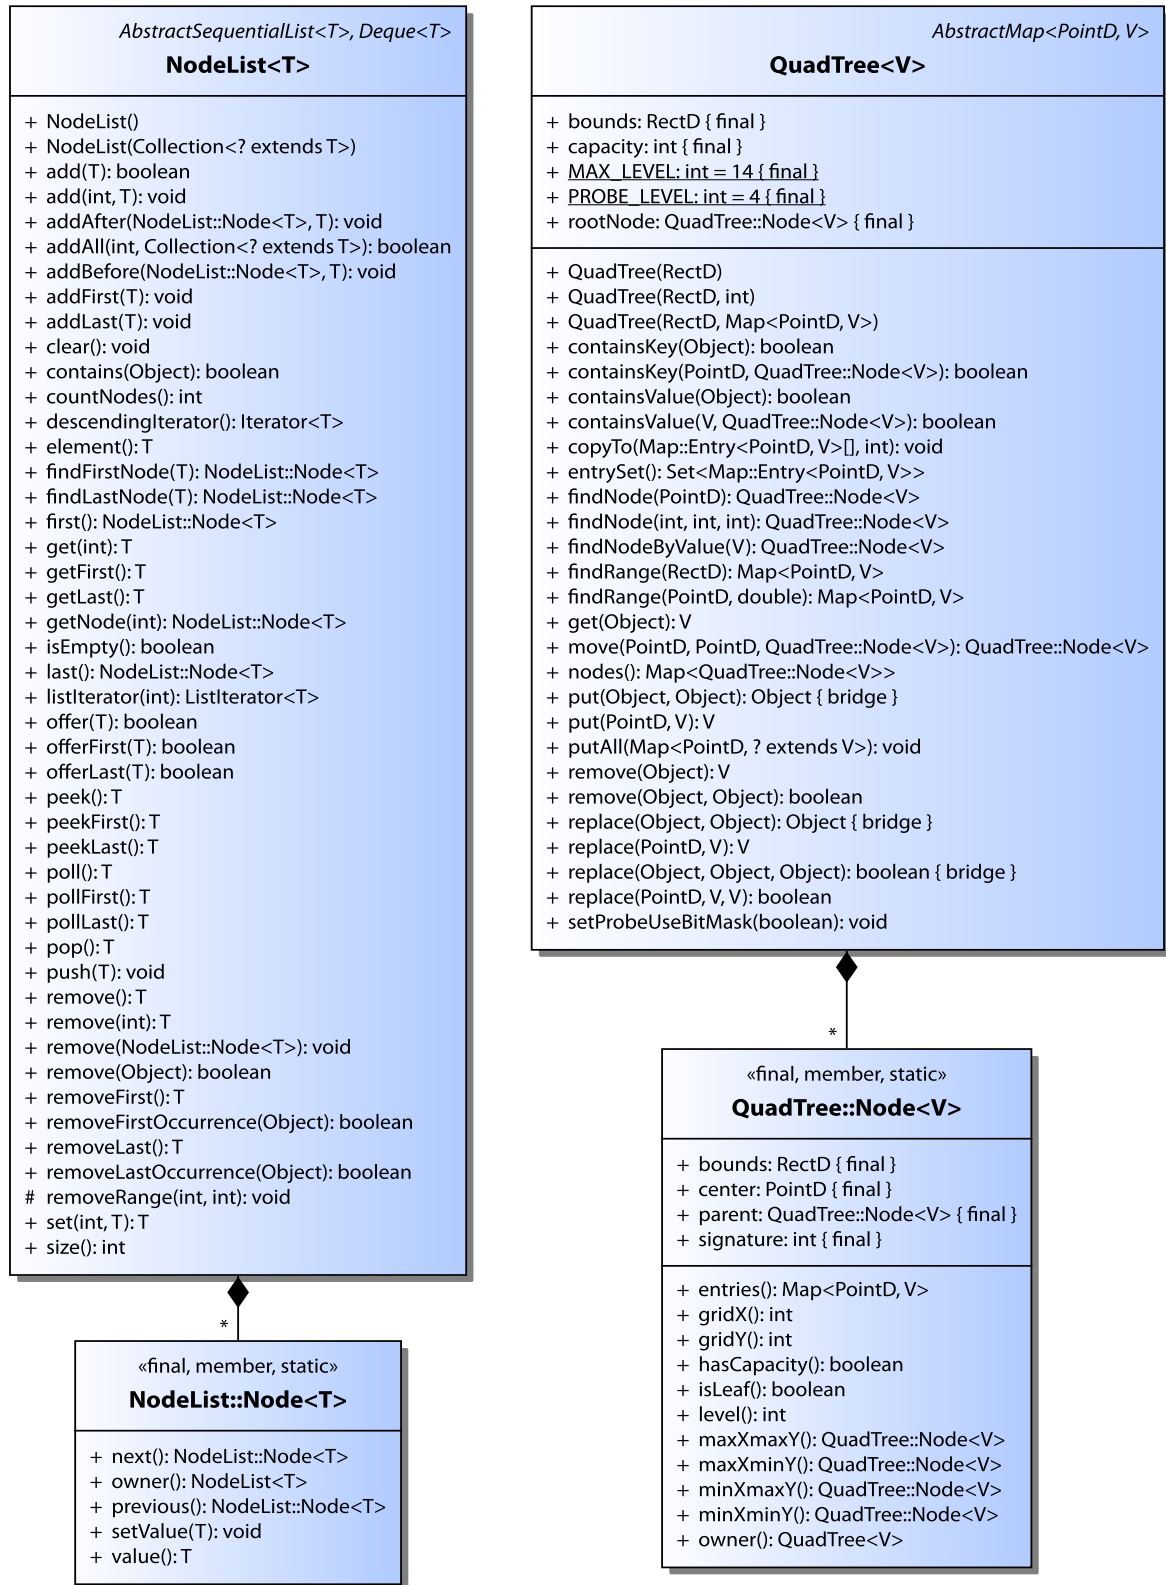 AbstractSequentialList<T>, Deque<T>
NodeList<T>
+ NodeList()
+ NodeList(Collection<? extends T>)
+ add(T): boolean
+ add(int, T): void
+ addAfter(NodeList::Node<T>, T): void
+ addAll(int, Collection<? extends T>): boolean
+ addBefore(NodeList::Node<T>, T): void
+ addFirst(T): void
+ addLast(T): void
+ clear(): void
+ contains(Object): boolean
+ countNodes(): int
+ descendingIterator(): Iterator<T>
+ element(): T
+ findFirstNode(T): NodeList::Node<T>
+ findLastNode(T): NodeList::Node<T>
+ first(): NodeList::Node<T>
+ get(int): T
+ getFirst(): T
+ getLast(): T
+ getNode(int): NodeList::Node<T>
+ isEmpty(): boolean
+ last(): NodeList::Node<T>
+ listIterator(int): ListIterator<T>
+ offer(T): boolean
+ offerFirst(T): boolean
+ offerLast(T): boolean
+ peek(): T
+ peekFirst(): T
+ peekLast(): T
+ poll(): T
+ pollFirst(): T
+ pollLast(): T
+ pop(): T
+ push(T): void
+ remove(): T
+ remove(int): T
+ remove(NodeList::Node<T>): void
+ remove(Object): boolean
+ removeFirst(): T
+ removeFirstOccurrence(Object): boolean
+ removeLast(): T
+ removeLastOccurrence(Object): boolean
# removeRange(int, int): void
+ set(int, T): T
+ size(): int
*
«final, member, static»
NodeList::Node<T>
+ next(): NodeList::Node<T>
+ owner(): NodeList<T>
+ previous(): NodeList::Node<T>
+ setValue(T): void
+ value(): T
AbstractMap<PointD, V>
QuadTree<V>
+ bounds: RectD { final }
+ capacity: int { final }
+ MAX_LEVEL: int = 14 { final }
+ PROBE_LEVEL: int = 4 { final }
+ rootNode: QuadTree::Node<V> { final }
+ QuadTree(RectD)
+ QuadTree(RectD, int)
+ QuadTree(RectD, Map<PointD, V>)
+ containsKey(Object): boolean
+ containsKey(PointD, QuadTree::Node<V>): boolean
+ containsValue(Object): boolean
+ containsValue(V, QuadTree::Node<V>): boolean
+ copyTo(Map::Entry<PointD, V>[], int): void
+ entrySet(): Set<Map::Entry<PointD, V>>
+ findNode(PointD): QuadTree::Node<V>
+ findNode(int, int, int): QuadTree::Node<V>
+ findNodeByValue(V): QuadTree::Node<V>
+ findRange(RectD): Map<PointD, V>
+ findRange(PointD, double): Map<PointD, V>
+ get(Object): V
+ move(PointD, PointD, QuadTree::Node<V>): QuadTree::Node<V>
+ nodes(): Map<QuadTree::Node<V>>
+ put(Object, Object): Object { bridge }
+ put(PointD, V): V
+ putAll(Map<PointD, ? extends V>): void
+ remove(Object): V
+ remove(Object, Object): boolean
+ replace(Object, Object): Object { bridge }
+ replace(PointD, V): V
+ replace(Object, Object, Object): boolean { bridge }
+ replace(PointD, V, V): boolean
+ setProbeUseBitMask(boolean): void
*
«final, member, static»
QuadTree::Node<V>
+ bounds: RectD { final }
+ center: PointD { final }
+ parent: QuadTree::Node<V> { final }
+ signature: int { final }
+ entries(): Map<PointD, V>
+ gridX(): int
+ gridY(): int
+ hasCapacity(): boolean
+ isLeaf(): boolean
+ level(): int
+ maxXmaxY(): QuadTree::Node<V>
+ maxXminY(): QuadTree::Node<V>
+ minXmaxY(): QuadTree::Node<V>
+ minXminY(): QuadTree::Node<V>
+ owner(): QuadTree<V>